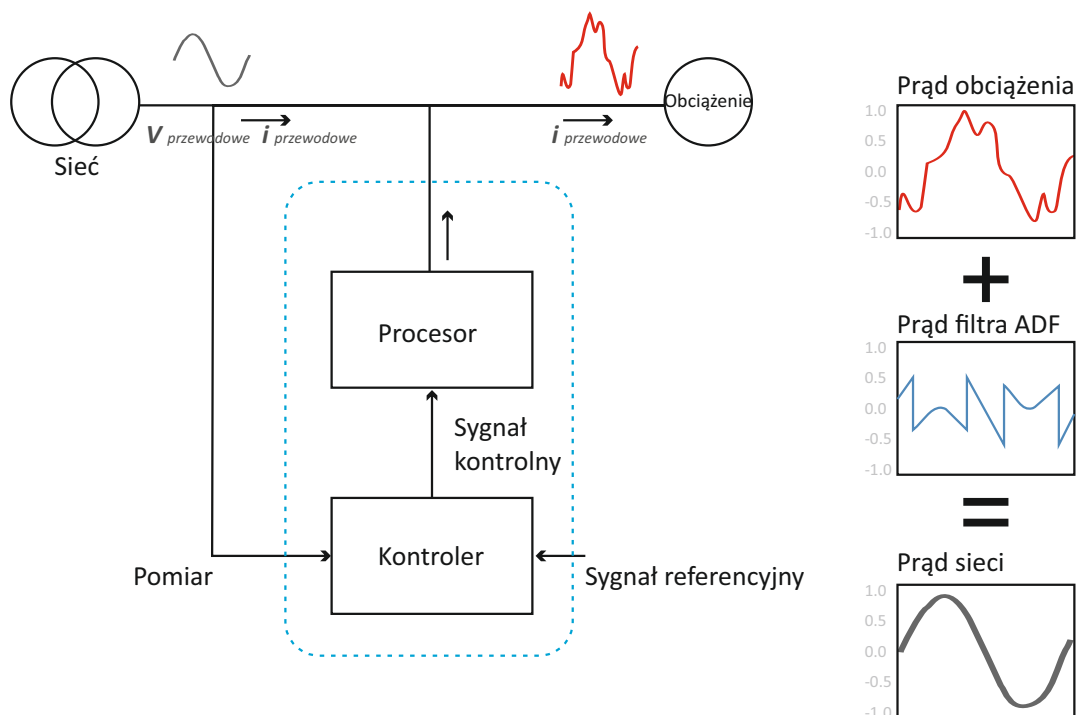 Obciążenie
V przewodowe i przewodowe
i przewodowe
Sieć
Procesor
Sygnał
kontrolny
Kontroler
Pomiar
Sygnał referencyjny
Prąd obciążenia
1.0
0.5
0.0
-0.5
-1.0
+
Prąd filtra ADF
1.0
0.5
0.0
-0.5
-1.0
=
Prąd sieci
1.0
0.5
0.0
-0.5
-1.0